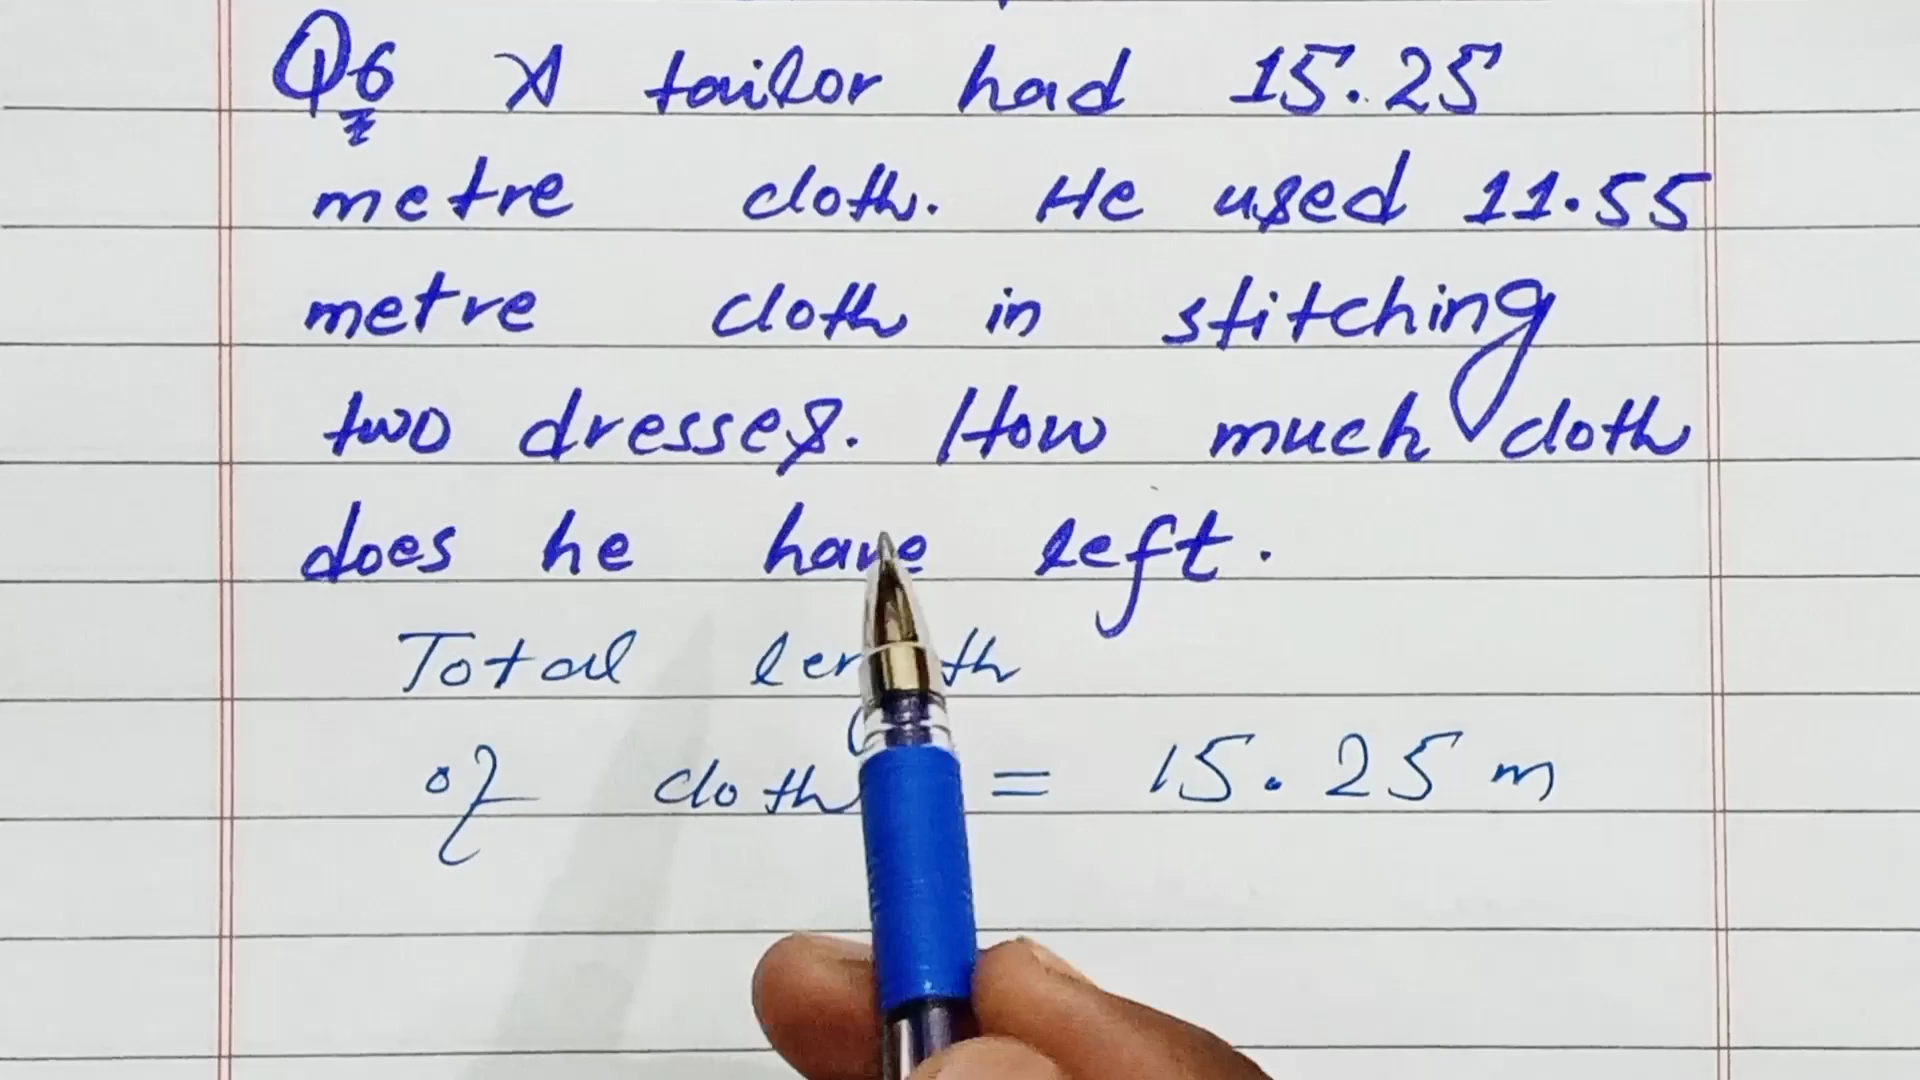 Q6 A tailor had 15.25
metre cloth. He used 11.55
metre cloth in stitching
two dresses. How much cloth
does he have left.
Total length
of cloth = 15.25 m